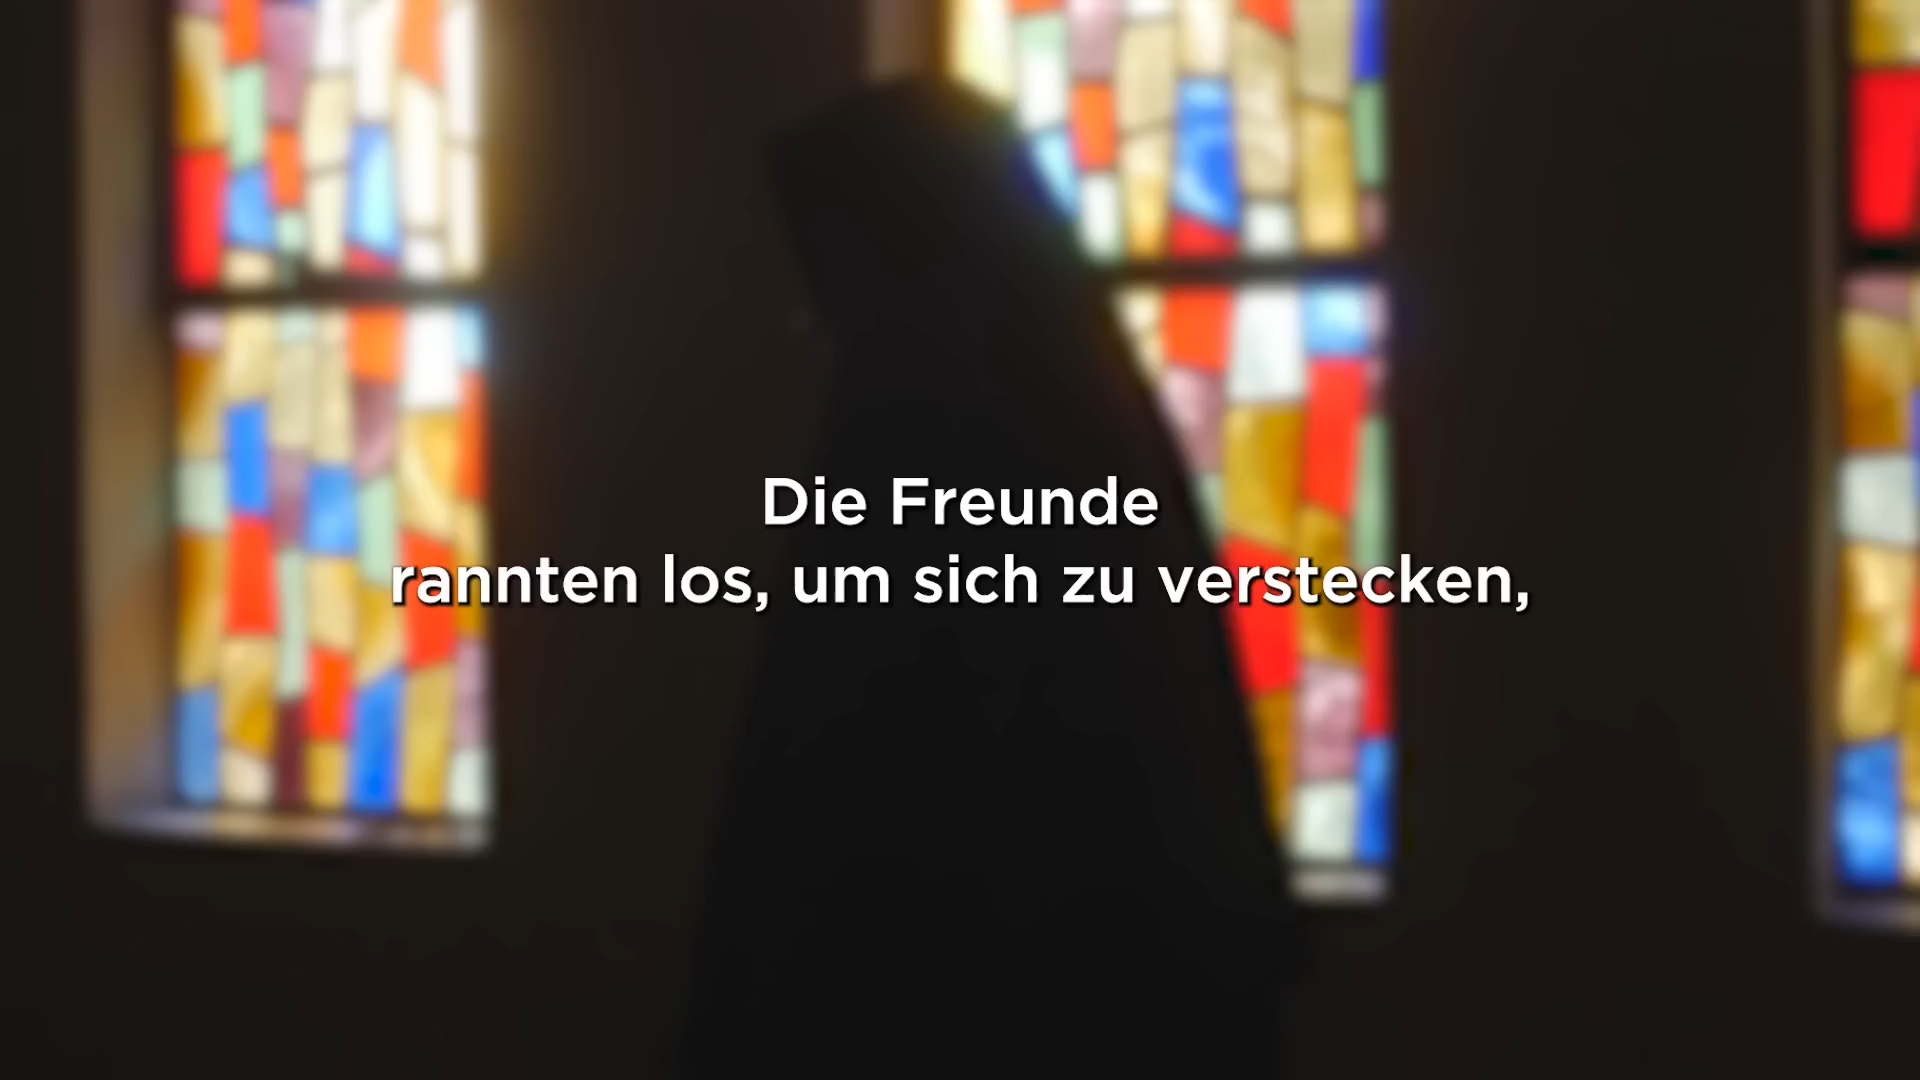 Die Freunde
rannten los, um sich zu verstecken,